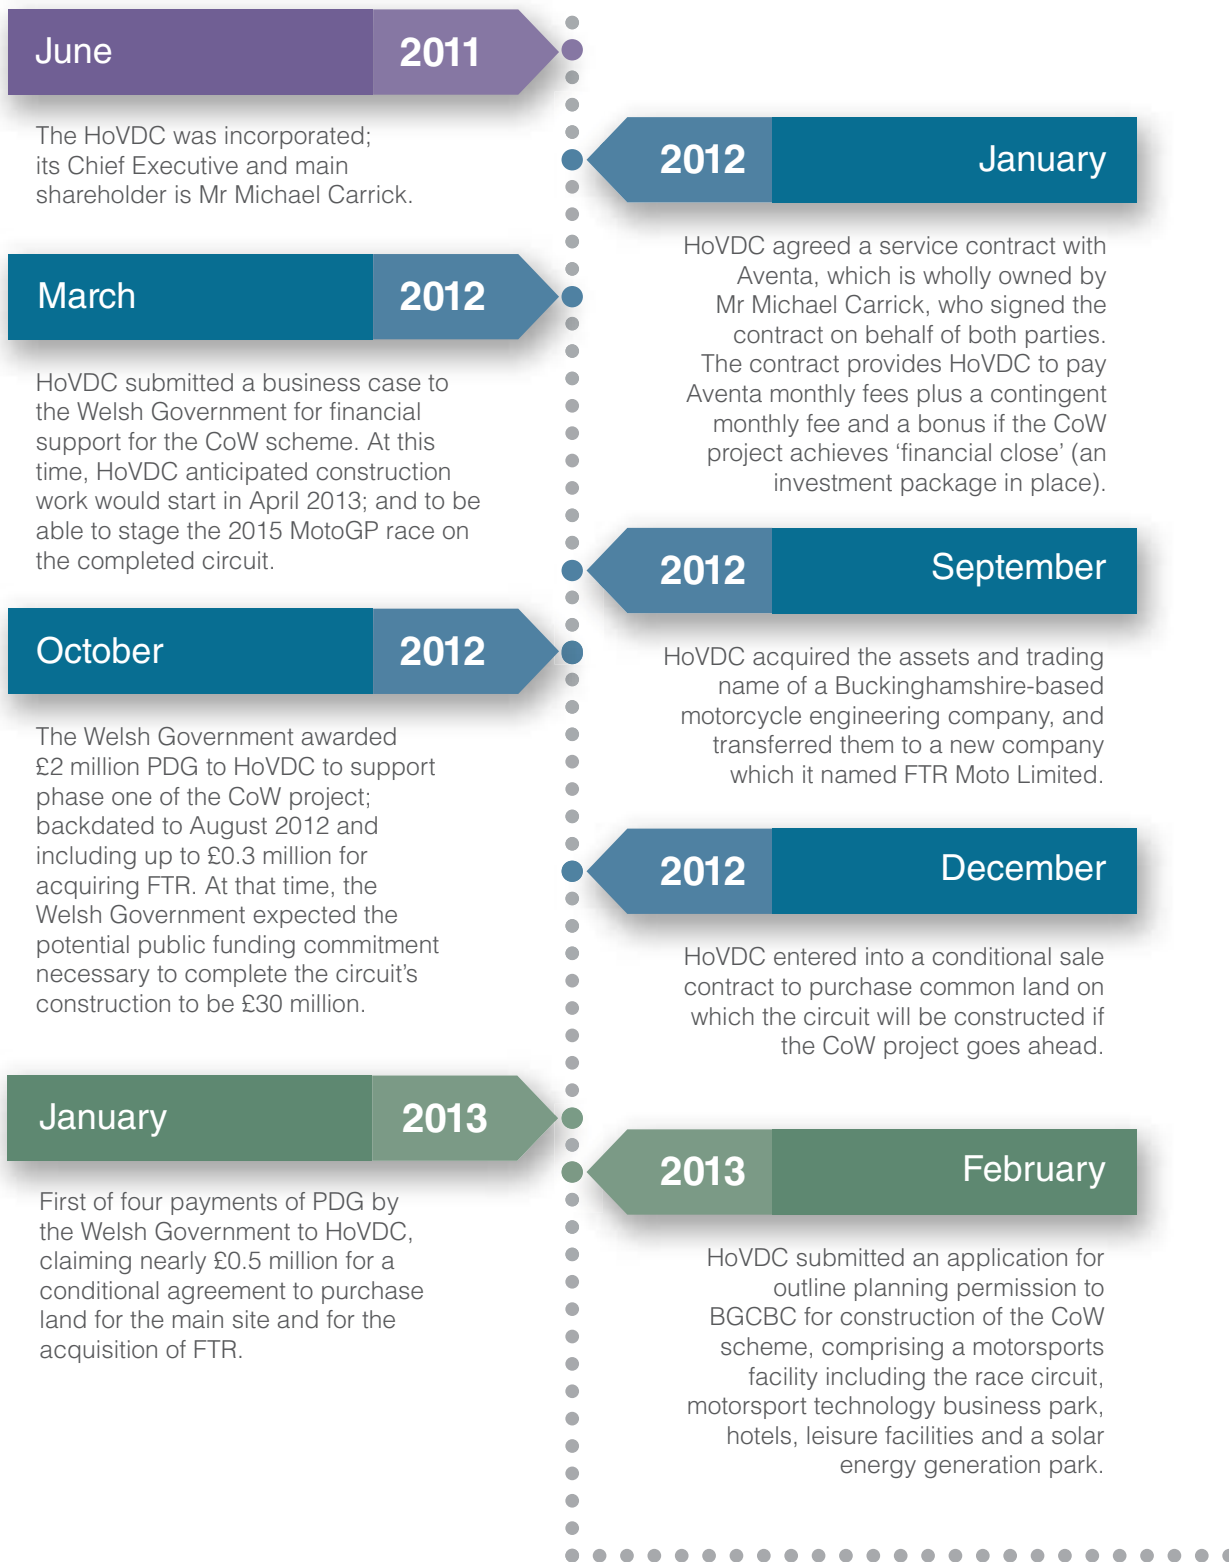 June 2011
The HoVDC was incorporated;
its Chief Executive and main
shareholder is Mr Michael Carrick.
2012 January
HoVDC agreed a service contract with
Aventa, which is wholly owned by
Mr Michael Carrick, who signed the
contract on behalf of both parties.
The contract provides HoVDC to pay
Aventa monthly fees plus a contingent
monthly fee and a bonus if the CoW
project achieves ‘financial close’ (an
investment package in place).
March 2012
HoVDC submitted a business case to
the Welsh Government for financial
support for the CoW scheme. At this
time, HoVDC anticipated construction
work would start in April 2013; and to be
able to stage the 2015 MotoGP race on
the completed circuit.
2012 September
HoVDC acquired the assets and trading
name of a Buckinghamshire-based
motorcycle engineering company, and
transferred them to a new company
which it named FTR Moto Limited.
October 2012
The Welsh Government awarded
£2 million PDG to HoVDC to support
phase one of the CoW project;
backdated to August 2012 and
including up to £0.3 million for
acquiring FTR. At that time, the
Welsh Government expected the
potential public funding commitment
necessary to complete the circuit’s
construction to be £30 million.
2012 December
HoVDC entered into a conditional sale
contract to purchase common land on
which the circuit will be constructed if
the CoW project goes ahead.
January 2013
First of four payments of PDG by
the Welsh Government to HoVDC,
claiming nearly £0.5 million for a
conditional agreement to purchase
land for the main site and for the
acquisition of FTR.
2013 February
HoVDC submitted an application for
outline planning permission to
BGCBC for construction of the CoW
scheme, comprising a motorsports
facility including the race circuit,
motorsport technology business park,
hotels, leisure facilities and a solar
energy generation park.